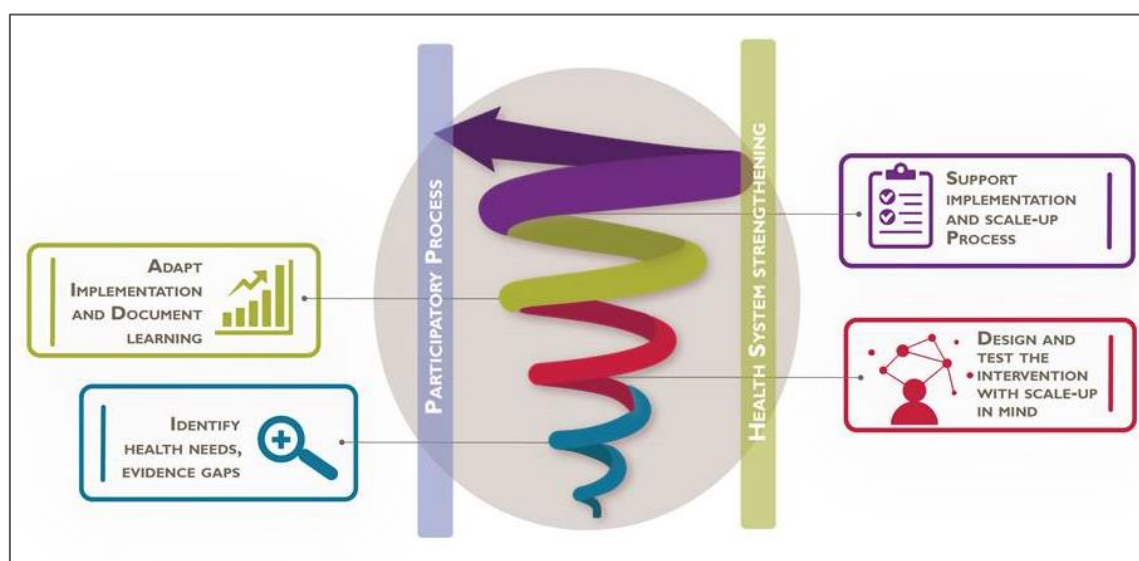 PARTICIPATORY PROCESS
HEALTH SYSTEM STRENGTHENING
SUPPORT
IMPLEMENTATION
AND SCALE-UP
PROCESS
ADAPT
IMPLEMENTATION
AND DOCUMENT
LEARNING
DESIGN AND
TEST THE
INTERVENTION
WITH SCALE-UP
IN MIND
IDENTIFY
HEALTH NEEDS,
EVIDENCE GAPS